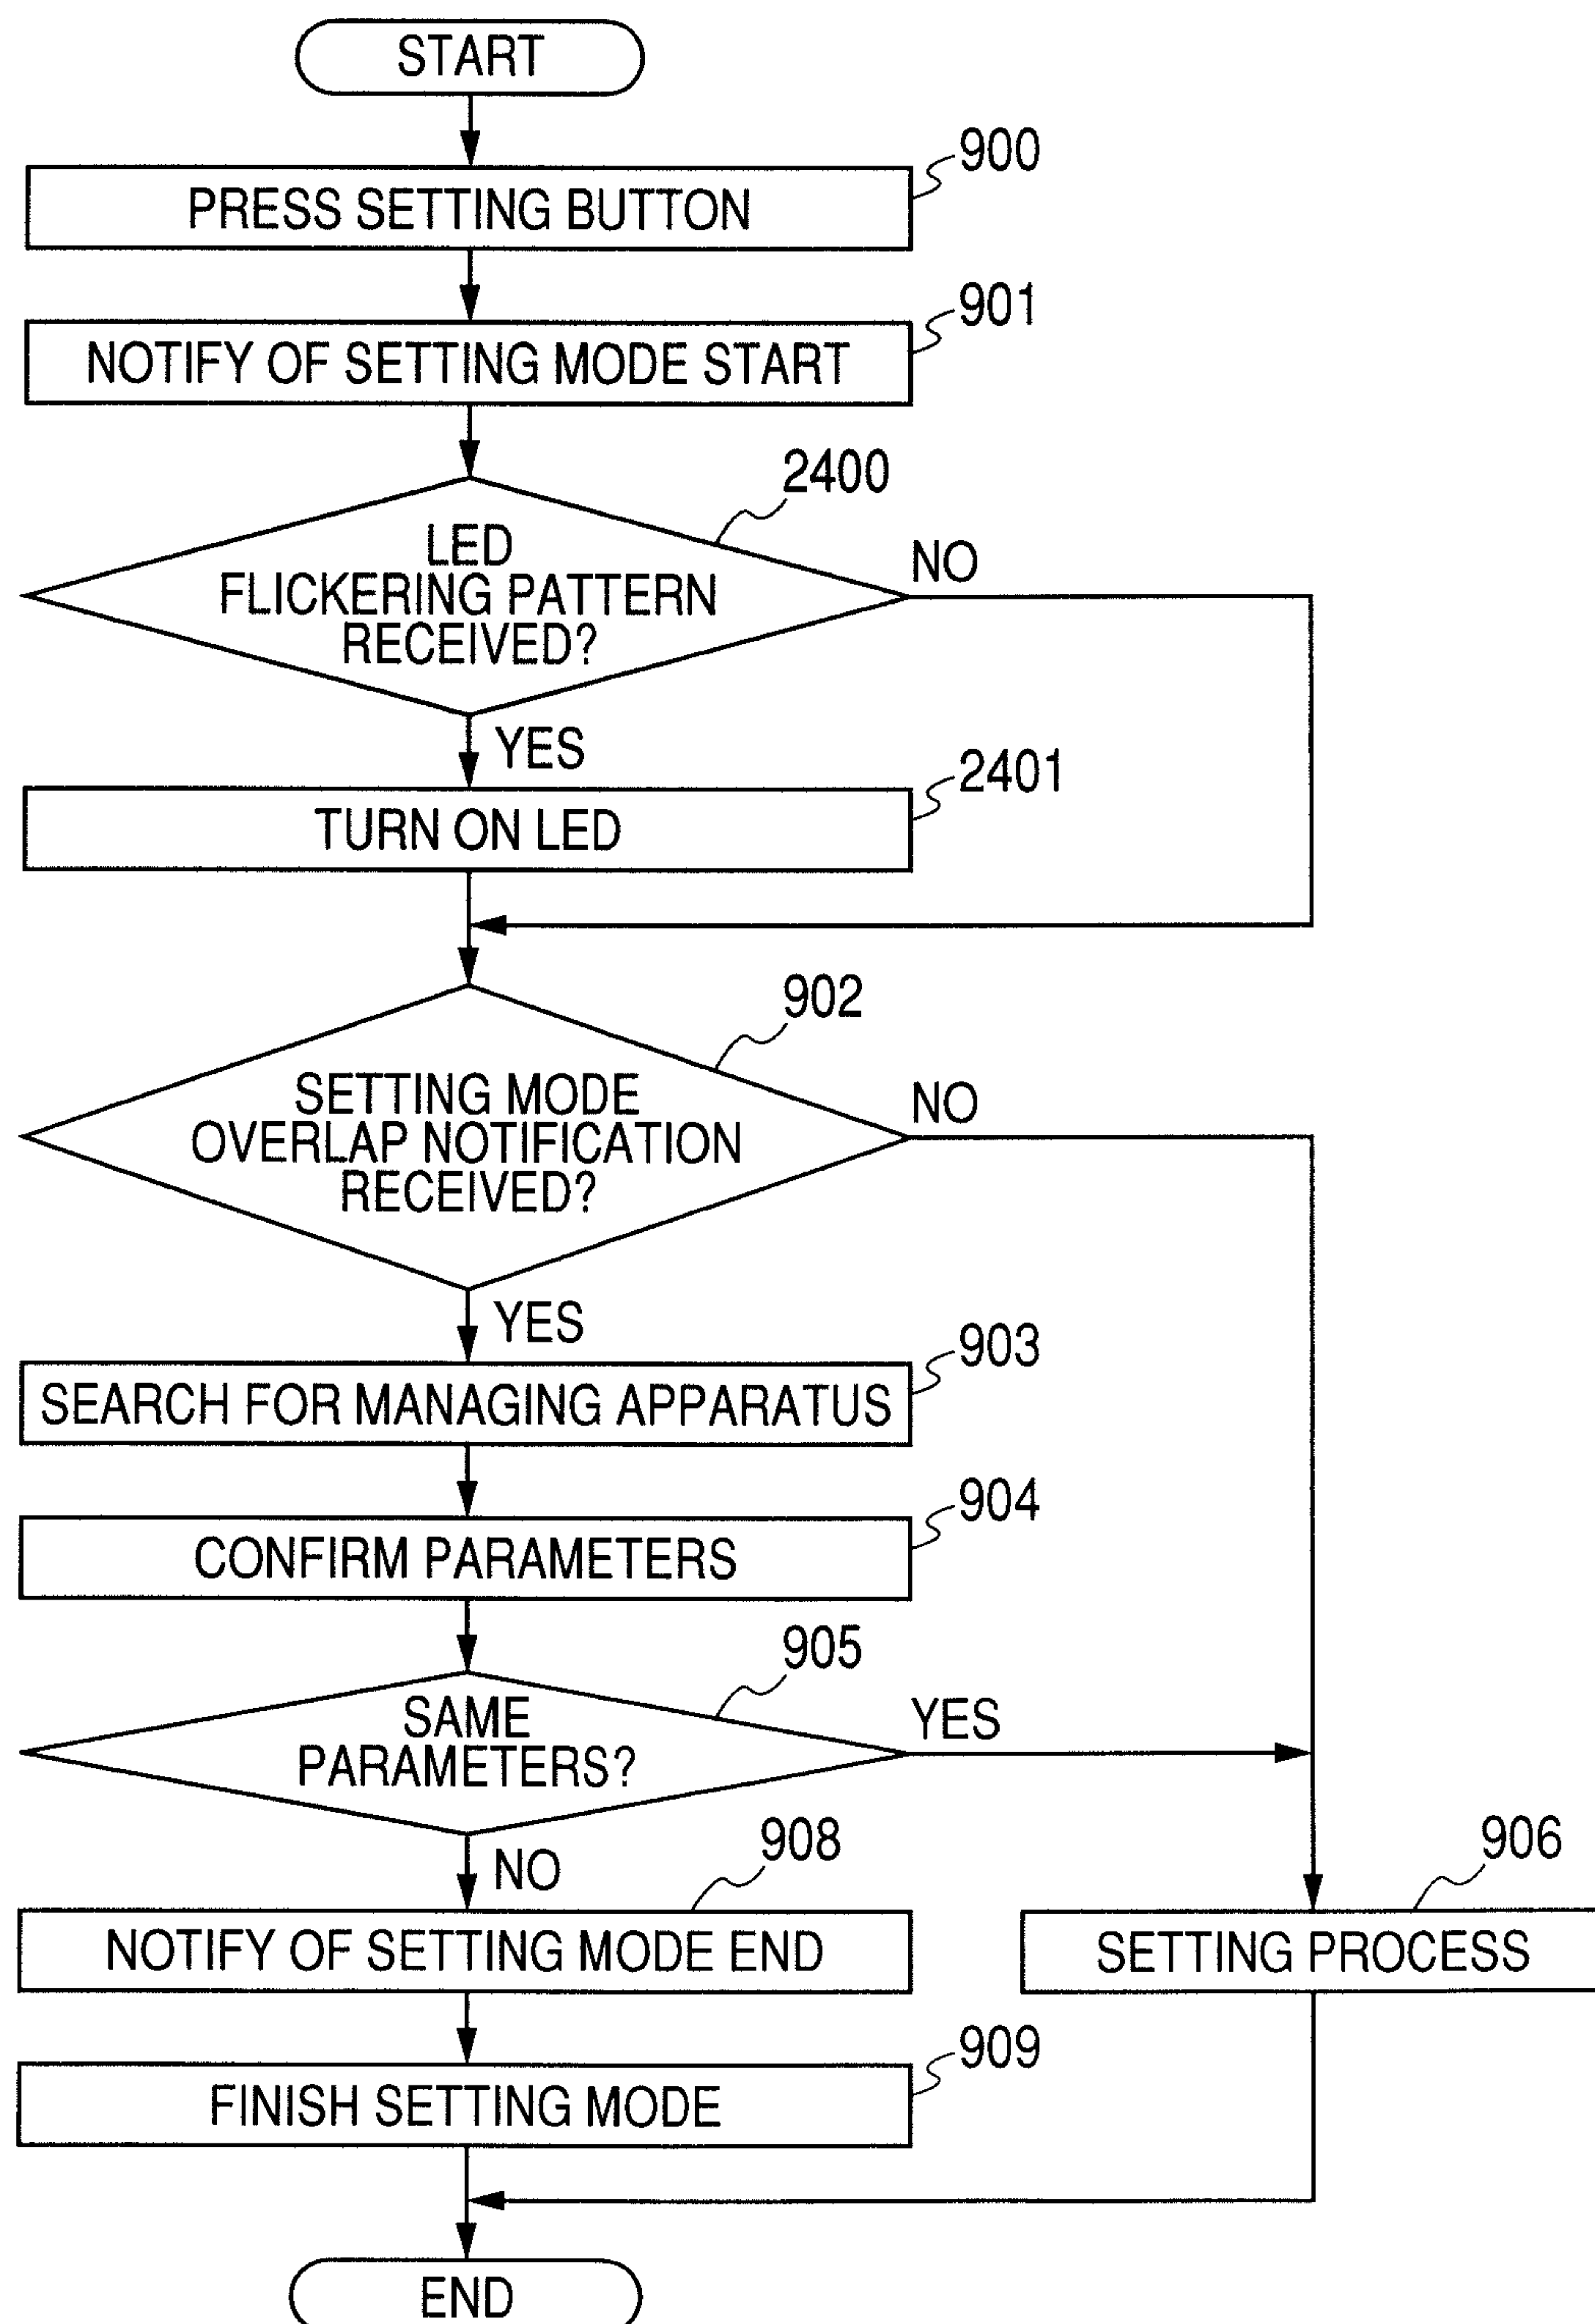 START
900
PRESS SETTING BUTTON
901
NOTIFY OF SETTING MODE START
2400
LED
FLICKERING PATTERN
RECEIVED?
NO
YES
2401
TURN ON LED
902
SETTING MODE
OVERLAP NOTIFICATION
RECEIVED?
NO
YES
903
SEARCH FOR MANAGING APPARATUS
904
CONFIRM PARAMETERS
905
SAME
PARAMETERS?
YES
NO
908
NOTIFY OF SETTING MODE END
906
SETTING PROCESS
909
FINISH SETTING MODE
END